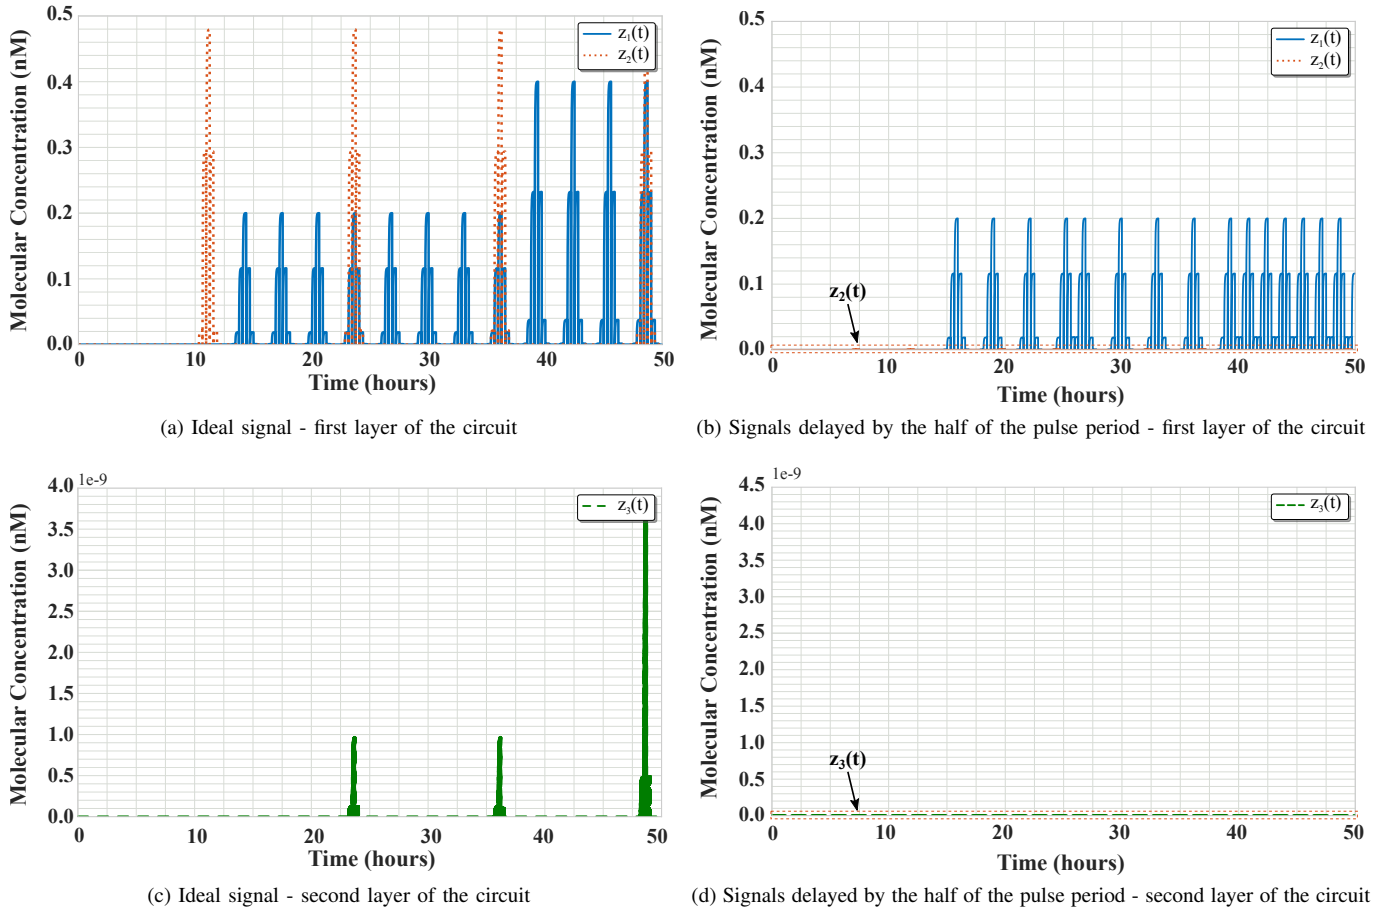 0.5
0.4
0.3
0.2
0.1
0.0
Molecular Concentration (nM)
z₁(t)
z₂(t)
0 10 20 30 40 50
Time (hours)
(a) Ideal signal - first layer of the circuit
0.5
0.4
0.3
0.2
0.1
0.0
Molecular Concentration (nM)
z₁(t)
z₂(t)
z₂(t)
0 10 20 30 40 50
Time (hours)
(b) Signals delayed by the half of the pulse period - first layer of the circuit
1e-9
4.0
3.5
3.0
2.5
2.0
1.5
1.0
0.5
0.0
Molecular Concentration (nM)
z₃(t)
0 10 20 30 40 50
Time (hours)
(c) Ideal signal - second layer of the circuit
1e-9
4.5
4.0
3.5
3.0
2.5
2.0
1.5
1.0
0.5
0.0
Molecular Concentration (nM)
z₃(t)
z₃(t)
0 10 20 30 40 50
Time (hours)
(d) Signals delayed by the half of the pulse period - second layer of the circuit